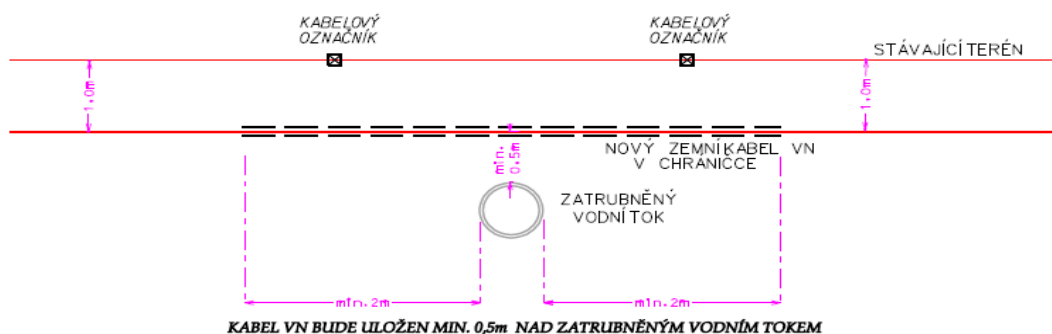 KABELOVÝ
OZNAČNÍK
KABELOVÝ
OZNAČNÍK
STÁVAJÍCÍ TERÉN
1.0m
1.0m
NOVÝ ZEMNÍ KABEL VN
V CHRÁNIČCE
min.
0.5m
ZATRUBNĚNÝ
VODNÍ TOK
min.2m
min.2m
KABEL VN BUDE ULOŽEN MIN. 0,5m NAD ZATRUBNĚNÝM VODNÍM TOKEM